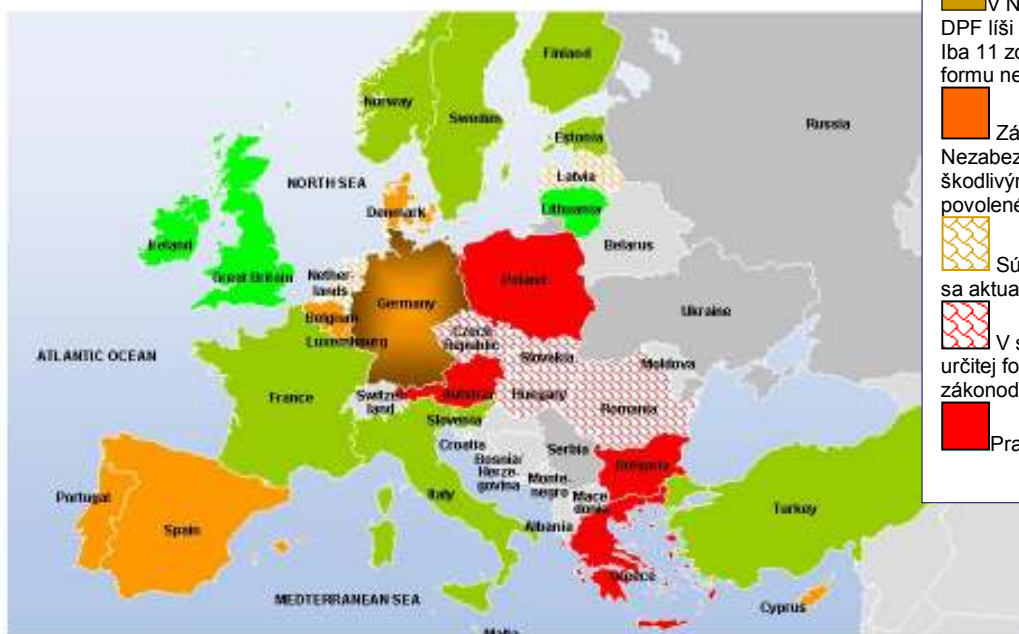 Finland
Norway
Sweden
Russia
Estonia
NORTH SEA
Latvia
Denmark
Lithuania
Ireland
Belarus
Great Britain
Nether-
lands
Poland
Germany
Belgium
Ukraine
Luxembourg
Czech
Republic
ATLANTIC OCEAN
Slovakia
Moldova
France
Switzer-
land
Austria
Hungary
Romania
Slovenia
Croatia
Serbia
Bosnia/
Herze-
govina
Bulgaria
Portugal
Italy
Monte-
negro
Mace
donia
Spain
Albania
Turkey
Greece
MEDITERRANEAN SEA
Cyprus
Malta
V N
DPF líši
Iba 11 zo
formu ne
Zá
Nezabez
škodlivým
povolené
Sú
sa aktua
V s
určitej fo
zákonod
Pra